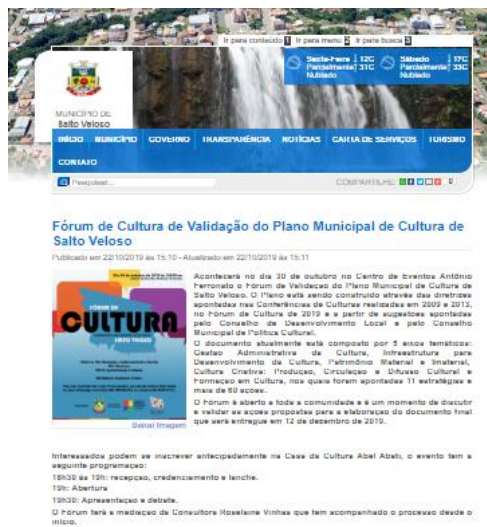 Ir para conteúdo 1 Ir para menu 2 Ir para busca 3
Sexta-Feira 12C
Parcialmente 31C
Nublado
Sábado 17C
Parcialmente 33C
Nublado
MUNICÍPIO DE
Salto Veloso
INÍCIO MUNICÍPIO GOVERNO TRANSPARÊNCIA NOTÍCIAS CARTA DE SERVIÇOS TURISMO
CONTATO
Pesquisar... COMPARTILHE:
Fórum de Cultura de Validação do Plano Municipal de Cultura de
Salto Veloso
Publicado em 22/10/2019 às 15:10 - Atualizado em 22/10/2019 às 15:11
FÓRUM DE
CULTURA
Baixar Imagem
Acontecerá no dia 30 de outubro no Centro de Eventos Antônio
Ferronato o Fórum de Validação do Plano Municipal de Cultura de
Salto Veloso. O Plano está sendo construído através das diretrizes
apontadas nas Conferências de Culturas realizadas em 2009 e 2013,
no Fórum de Cultura de 2019 e a partir de sugestões apontadas
pelo Conselho de Desenvolvimento Local e pelo Conselho
Municipal de Política Cultural.
O documento atualmente está composto por 5 eixos temáticos:
Gestão Administrativa da Cultura, Infraestrutura para
Desenvolvimento da Cultura, Patrimônio Material e Imaterial,
Cultura Criativa: Produção, Circulação e Difusão Cultural e
Formação em Cultura, nos quais foram apontadas 11 estratégias e
mais de 60 ações.
O Fórum é aberto a toda a comunidade e é um momento de discutir
e validar as ações propostas para a elaboração do documento final
que será entregue em 12 de dezembro de 2019.
Interessados podem se inscrever antecipadamente na Casa da Cultura Abel Abati, o evento tem a
seguinte programação:
18h30 às 19h: recepção, credenciamento e lanche.
19h: Abertura
19h30: Apresentação e debate.
O Fórum terá a mediação da Consultora Roselaine Vinhas que tem acompanhado o processo desde o
início.